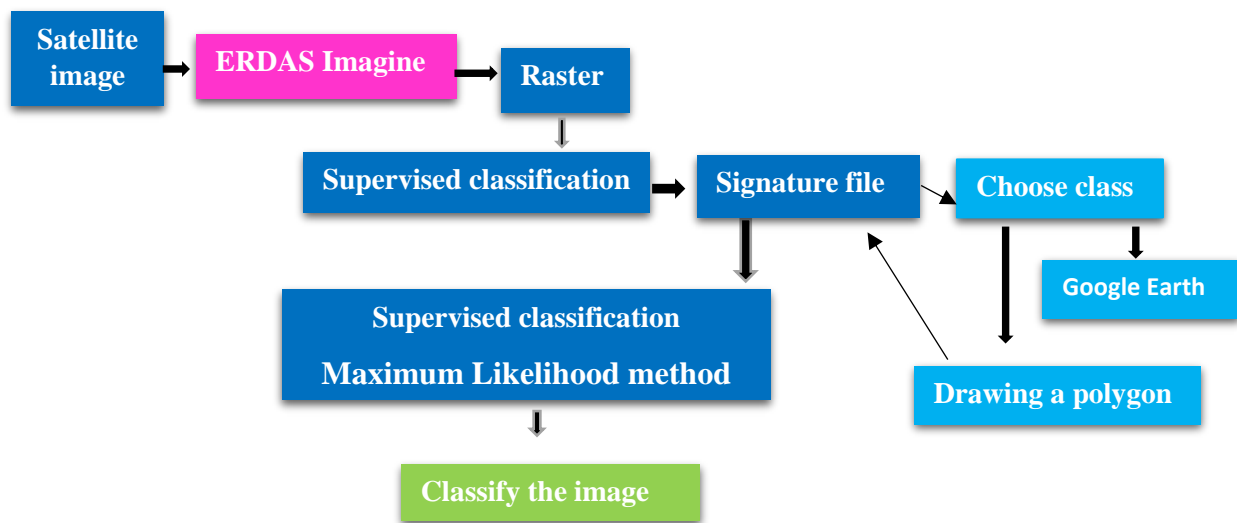 Satellite
image
ERDAS Imagine
Raster
Supervised classification
Signature file
Choose class
Google Earth
Supervised classification
Maximum Likelihood method
Drawing a polygon
Classify the image